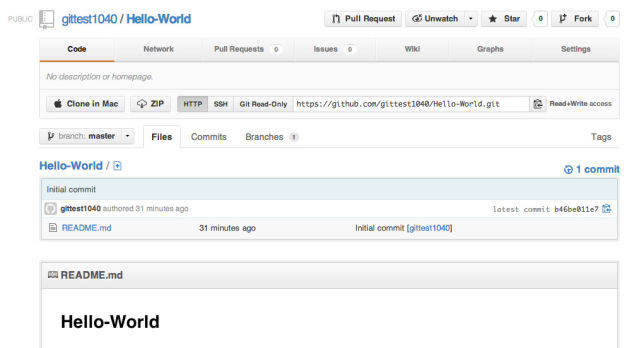 PUBLIC gittest1040 / Hello-World Pull Request Unwatch Star 0 Fork 0
Code Network Pull Requests 0 Issues 0 Wiki Graphs Settings
No description or homepage.
Clone in Mac ZIP HTTP SSH Git Read-Only https://github.com/gittest1040/Hello-World.git Read+Write access
branch: master Files Commits Branches 1 Tags
Hello-World / 1 commit
Initial commit
gittest1040 authored 31 minutes ago latest commit b46be011e7
README.md 31 minutes ago Initial commit [gittest1040]
README.md
Hello-World